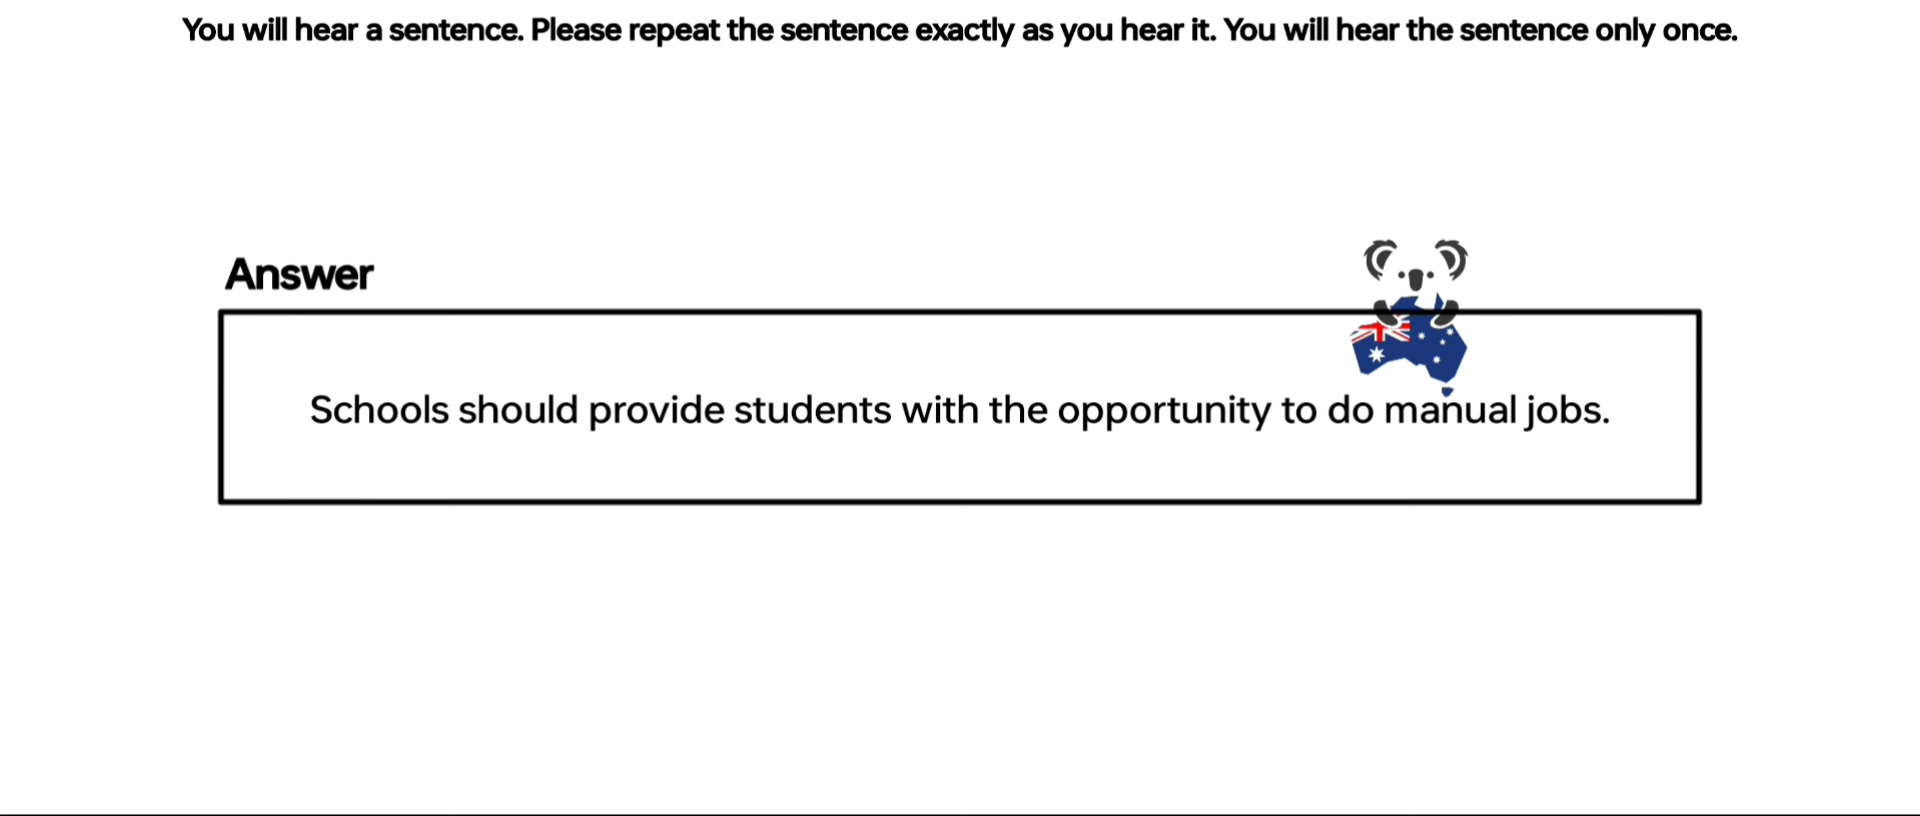 You will hear a sentence. Please repeat the sentence exactly as you hear it. You will hear the sentence only once.
Answer
Schools should provide students with the opportunity to do manual jobs.